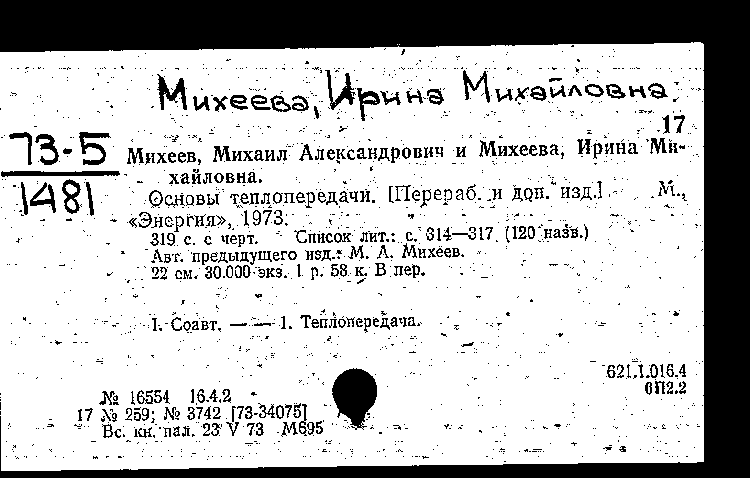 Михеева, Ирина Михайловна.
17
73-5
1481
Михеев, Михаил Александрович и Михеева, Ирина Ми-
хайловна.
Основы теплопередачи. [Перераб. и доп. изд.] М.,
«Энергия», 1973.
319 с. с черт. Список лит.: с. 314—317 (120 назв.)
Авт. предыдущего изд.: М. А. Михеев.
22 см. 30.000 экз. 1 р. 58 к. В пер.
I. Соавт. — — 1. Теплопередача.
621.1.016.4
6П2.2
№ 16554 16.4.2
17 № 259; № 3742 [73-34075]
Вс. кн. пал. 23 V 73 М695